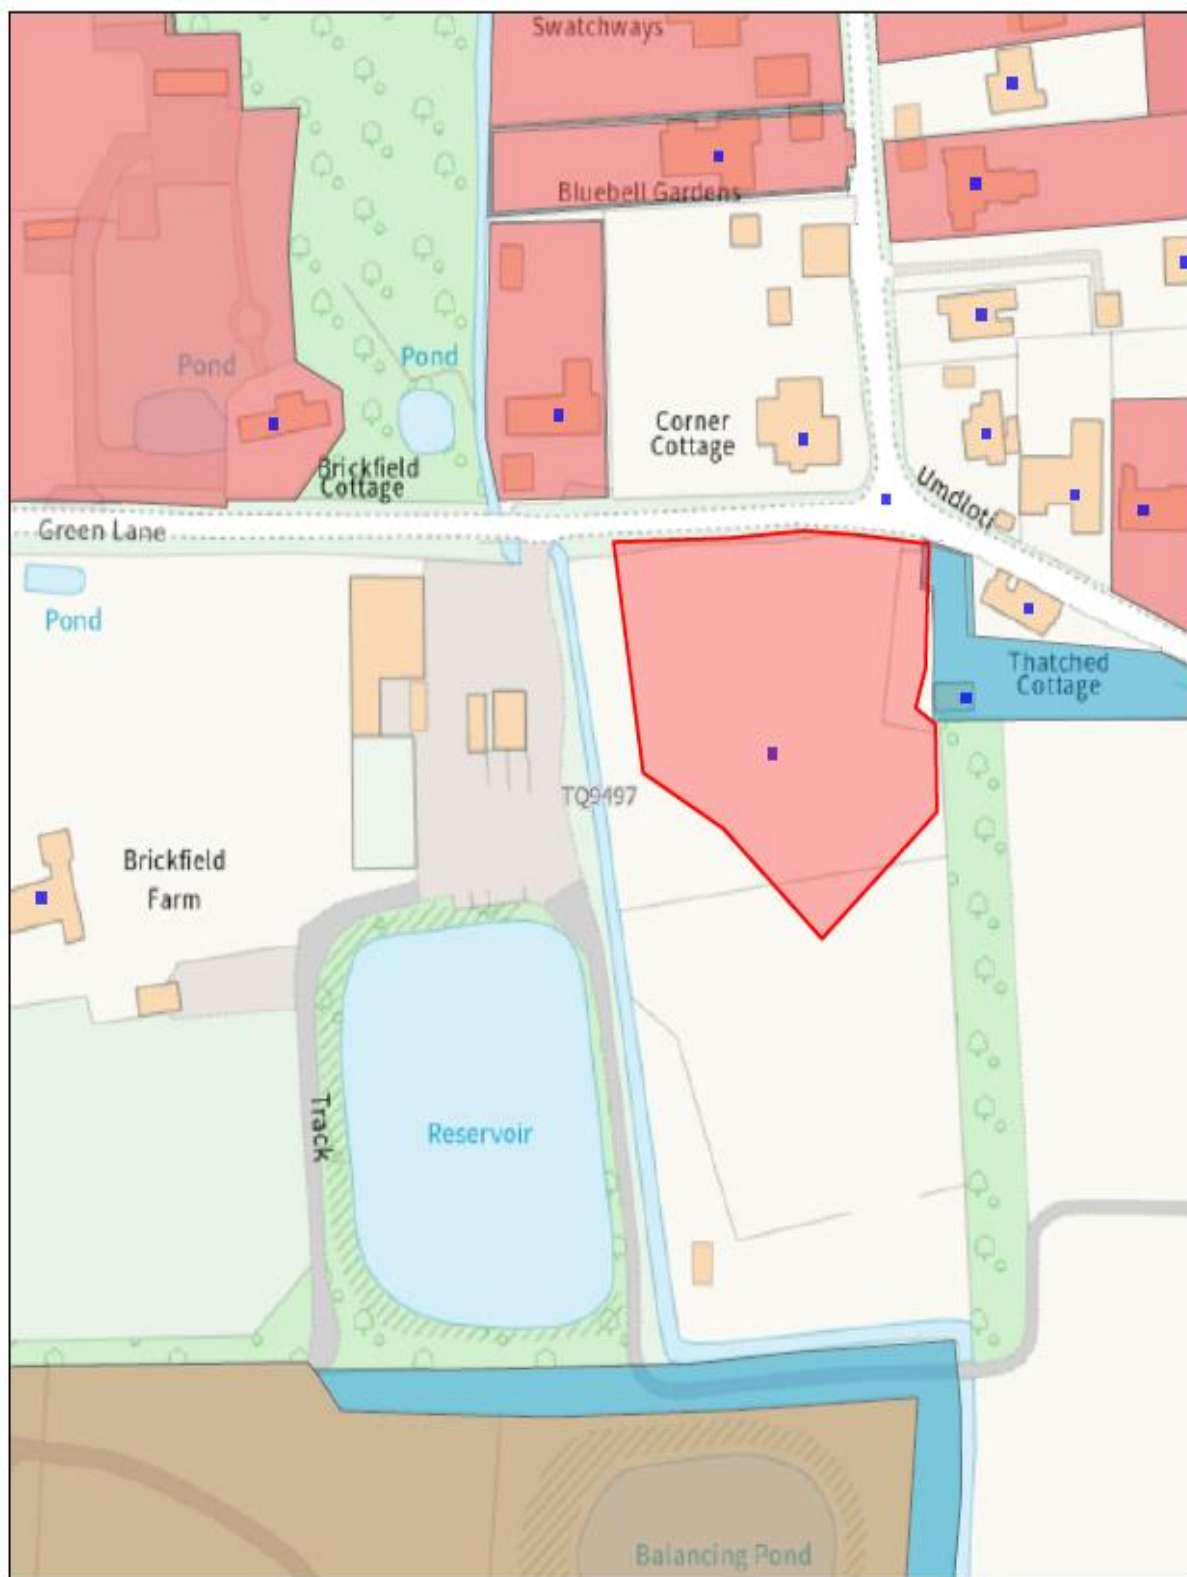 Swatchways
Bluebell Gardens
Pond
Pond
Corner
Cottage
Brickfield
Cottage
Umdloti
Green Lane
Pond
Thatched
Cottage
TQ9497
Brickfield
Farm
Track
Reservoir
Balancing Pond